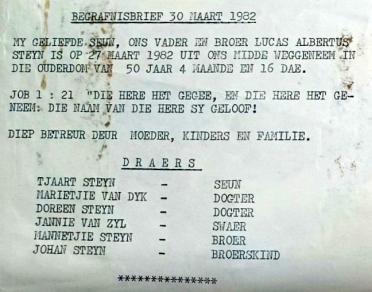 BEGRAFNISBRIEF 30 MAART 1982
MY GELIEFDE SEUN, ONS VADER EN BROER LUCAS ALBERTUS
STEYN IS OP 27 MAART 1982 UIT ONS MIDDE WEGGENEEM IN
DIE OUDERDOM VAN 50 JAAR 4 MAANDE EN 16 DAE.
JOB 1 : 21 "DIE HERE HET GEGEE, EN DIE HERE HET GE-
NEEM: DIE NAAM VAN DIE HERE SY GELOOF!
DIEP BETREUR DEUR MOEDER, KINDERS EN FAMILIE.
D R A E R S
TJAART STEYN - SEUN
MARIETJIE VAN DYK - DOGTER
DOREEN STEYN - DOGTER
JANNIE VAN ZYL - SWAER
MANNETJIE STEYN - BROER
JOHAN STEYN - BROERSKIND
***************